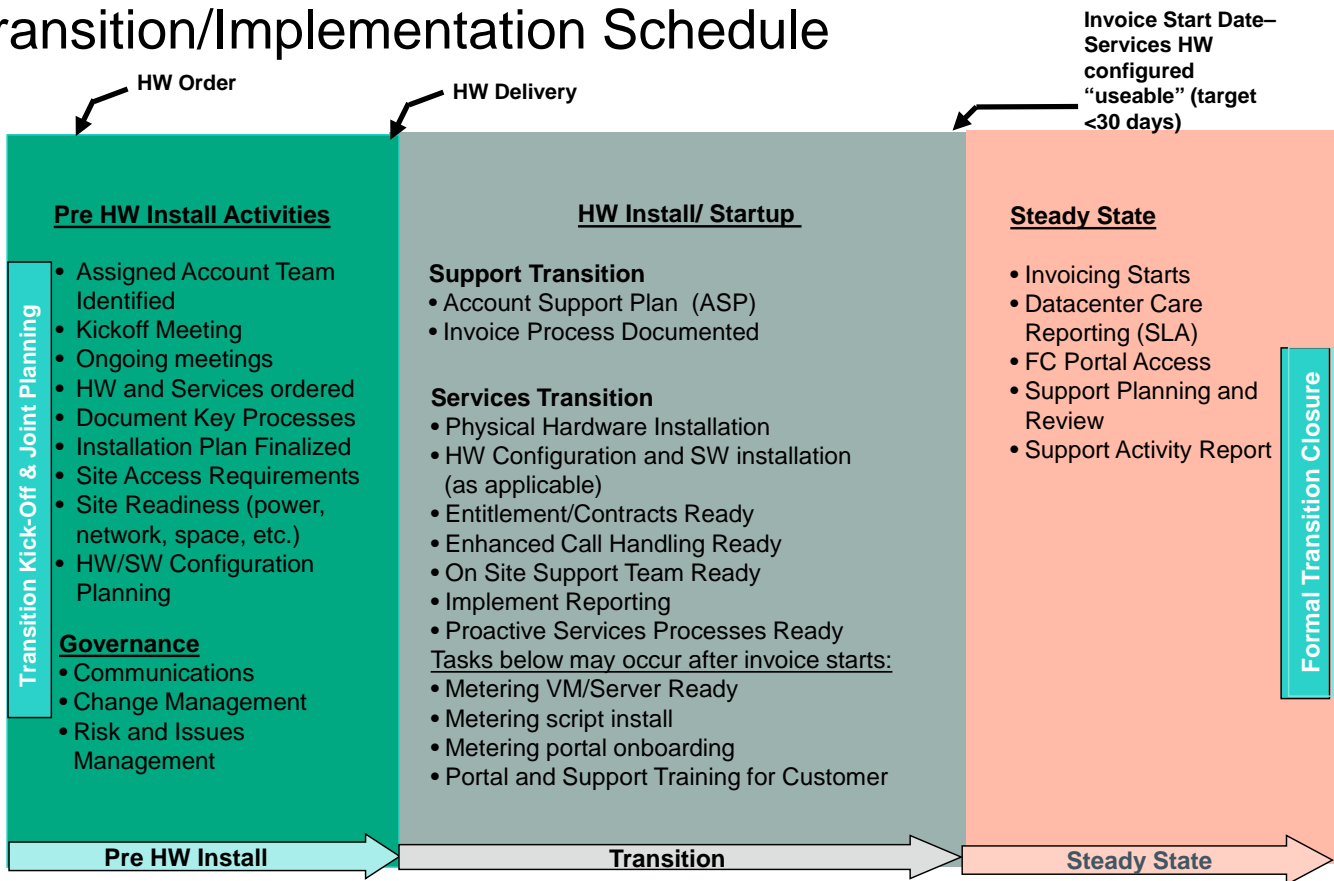 ransition/Implementation Schedule
HW Order
HW Delivery
Invoice Start Date–
Services HW
configured
“useable” (target
<30 days)
Transition Kick-Off & Joint Planning
Pre HW Install Activities
• Assigned Account Team
Identified
• Kickoff Meeting
• Ongoing meetings
• HW and Services ordered
• Document Key Processes
• Installation Plan Finalized
• Site Access Requirements
• Site Readiness (power,
network, space, etc.)
• HW/SW Configuration
Planning
Governance
• Communications
• Change Management
• Risk and Issues
Management
HW Install/ Startup
Support Transition
• Account Support Plan (ASP)
• Invoice Process Documented
Services Transition
• Physical Hardware Installation
• HW Configuration and SW installation
(as applicable)
• Entitlement/Contracts Ready
• Enhanced Call Handling Ready
• On Site Support Team Ready
• Implement Reporting
• Proactive Services Processes Ready
Tasks below may occur after invoice starts:
• Metering VM/Server Ready
• Metering script install
• Metering portal onboarding
• Portal and Support Training for Customer
Steady State
• Invoicing Starts
• Datacenter Care
Reporting (SLA)
• FC Portal Access
• Support Planning and
Review
• Support Activity Report
Formal Transition Closure
Pre HW Install
Transition
Steady State